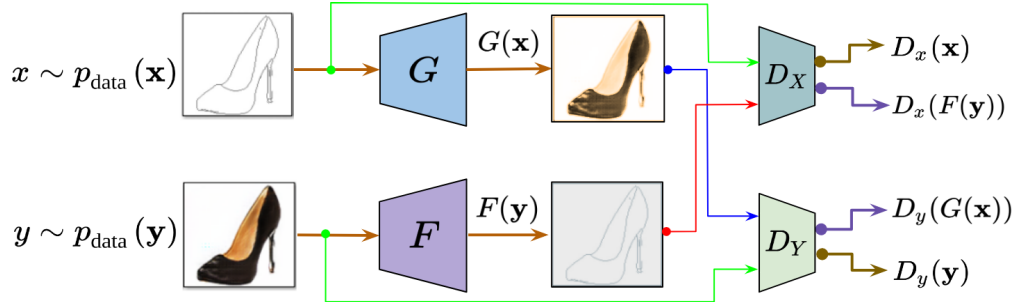 x ∼ p_data (x)
G
G(x)
D_X
D_x(x)
D_x(F(y))
y ∼ p_data (y)
F
F(y)
D_Y
D_y(G(x))
D_y(y)